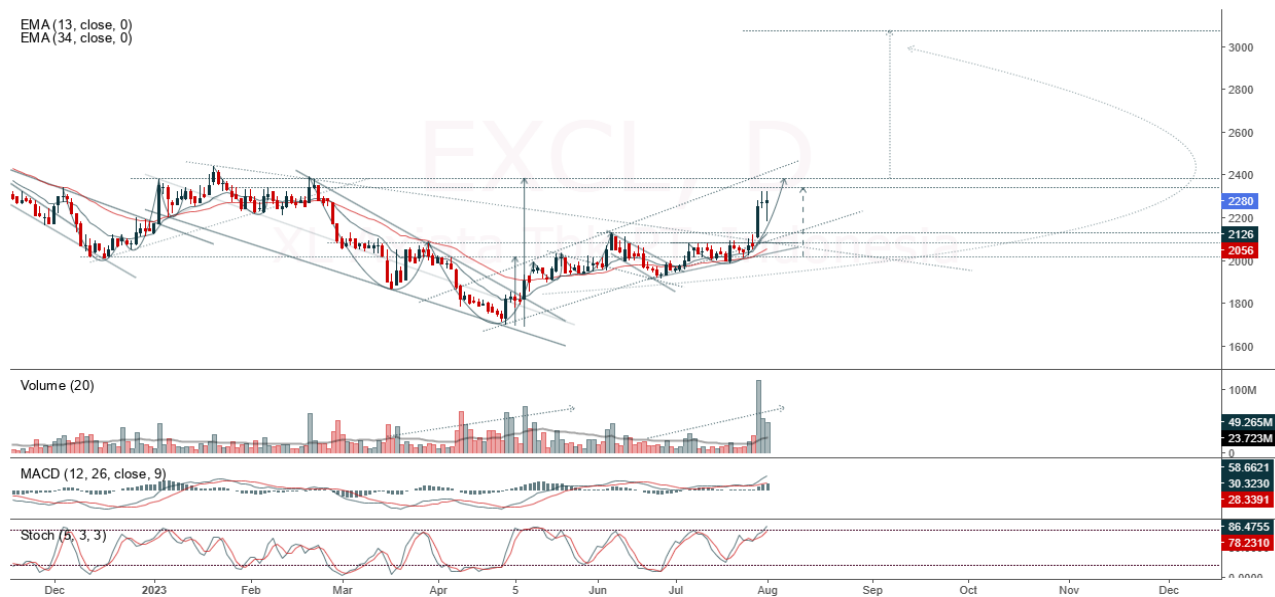 EMA (13, close, 0)
EMA (34, close, 0)
EXCL, D
3000
2800
2600
2400
2280
2200
2126
2056
2000
1800
1600
Volume (20)
100M
49.265M
23.723M
0
MACD (12, 26, close, 9)
58.6621
30.3230
28.3391
Stoch (5, 3, 3)
86.4755
78.2310
0.0000
Dec
2023
Feb
Mar
Apr
5
Jun
Jul
Aug
Sep
Oct
Nov
Dec